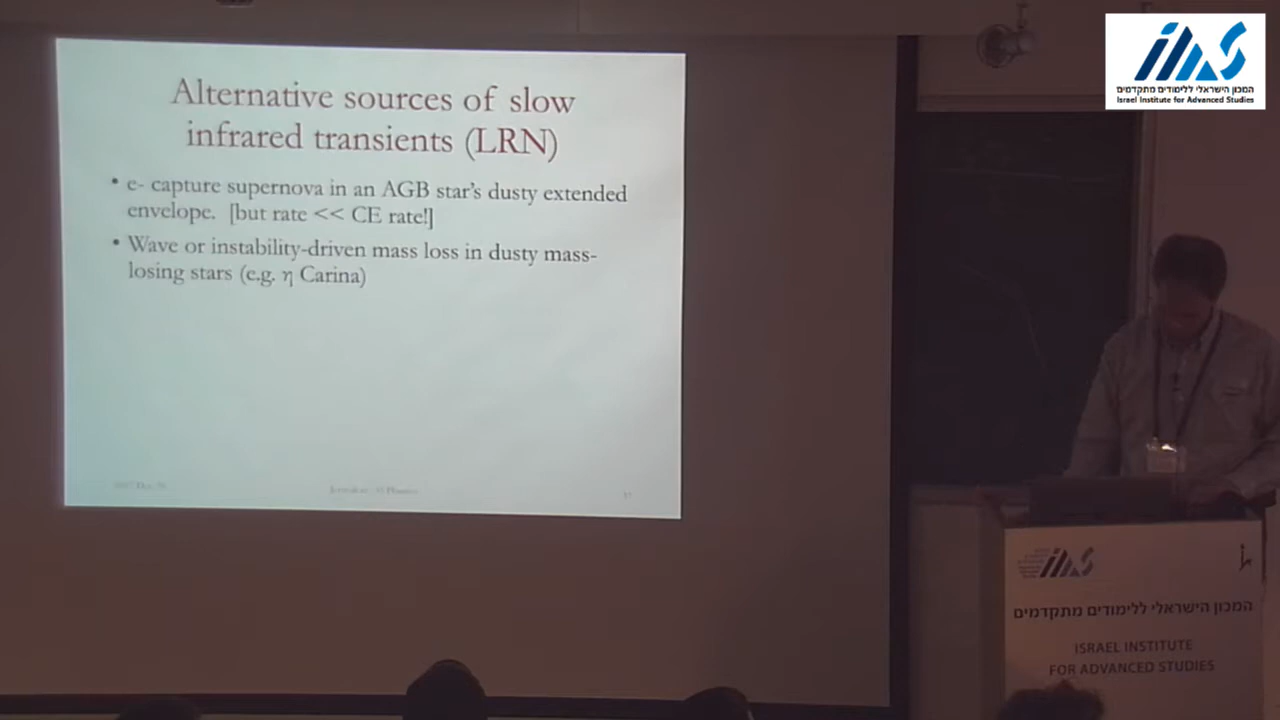 Alternative sources of slow
infrared transients (LRN)
• e- capture supernova in an AGB star's dusty extended
envelope. [but rate << CE rate!]
• Wave or instability-driven mass loss in dusty mass-
losing stars (e.g. η Carina)
המכון הישראלי ללימודים מתקדמים
Israel Institute for Advanced Studies
המכון הישראלי ללימודים מתקדמים
ISRAEL INSTITUTE
FOR ADVANCED STUDIES